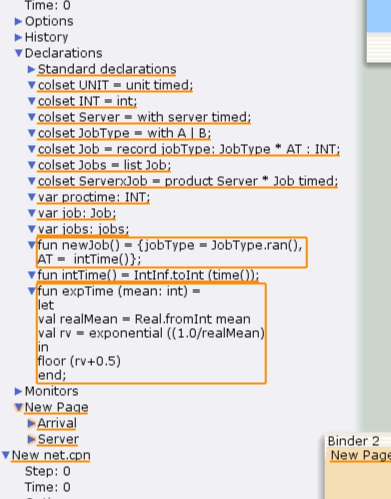 Time: 0
Options
History
Declarations
Standard declarations
colset UNIT = unit timed;
colset INT = int;
colset Server = with server timed;
colset JobType = with A | B;
colset Job = record jobType: JobType * AT : INT;
colset Jobs = list Job;
colset ServerxJob = product Server * Job timed;
var proctime: INT;
var job: Job;
var jobs: jobs;
fun newJob() = {jobType = JobType.ran(),
AT = intTime()};
fun intTime() = IntInf.toInt (time());
fun expTime (mean: int) =
let
val realMean = Real.fromInt mean
val rv = exponential ((1.0/realMean)
in
floor (rv+0.5)
end;
Monitors
New Page
Arrival
Server
New net.cpn
Step: 0
Time: 0
Binder 2
New Page